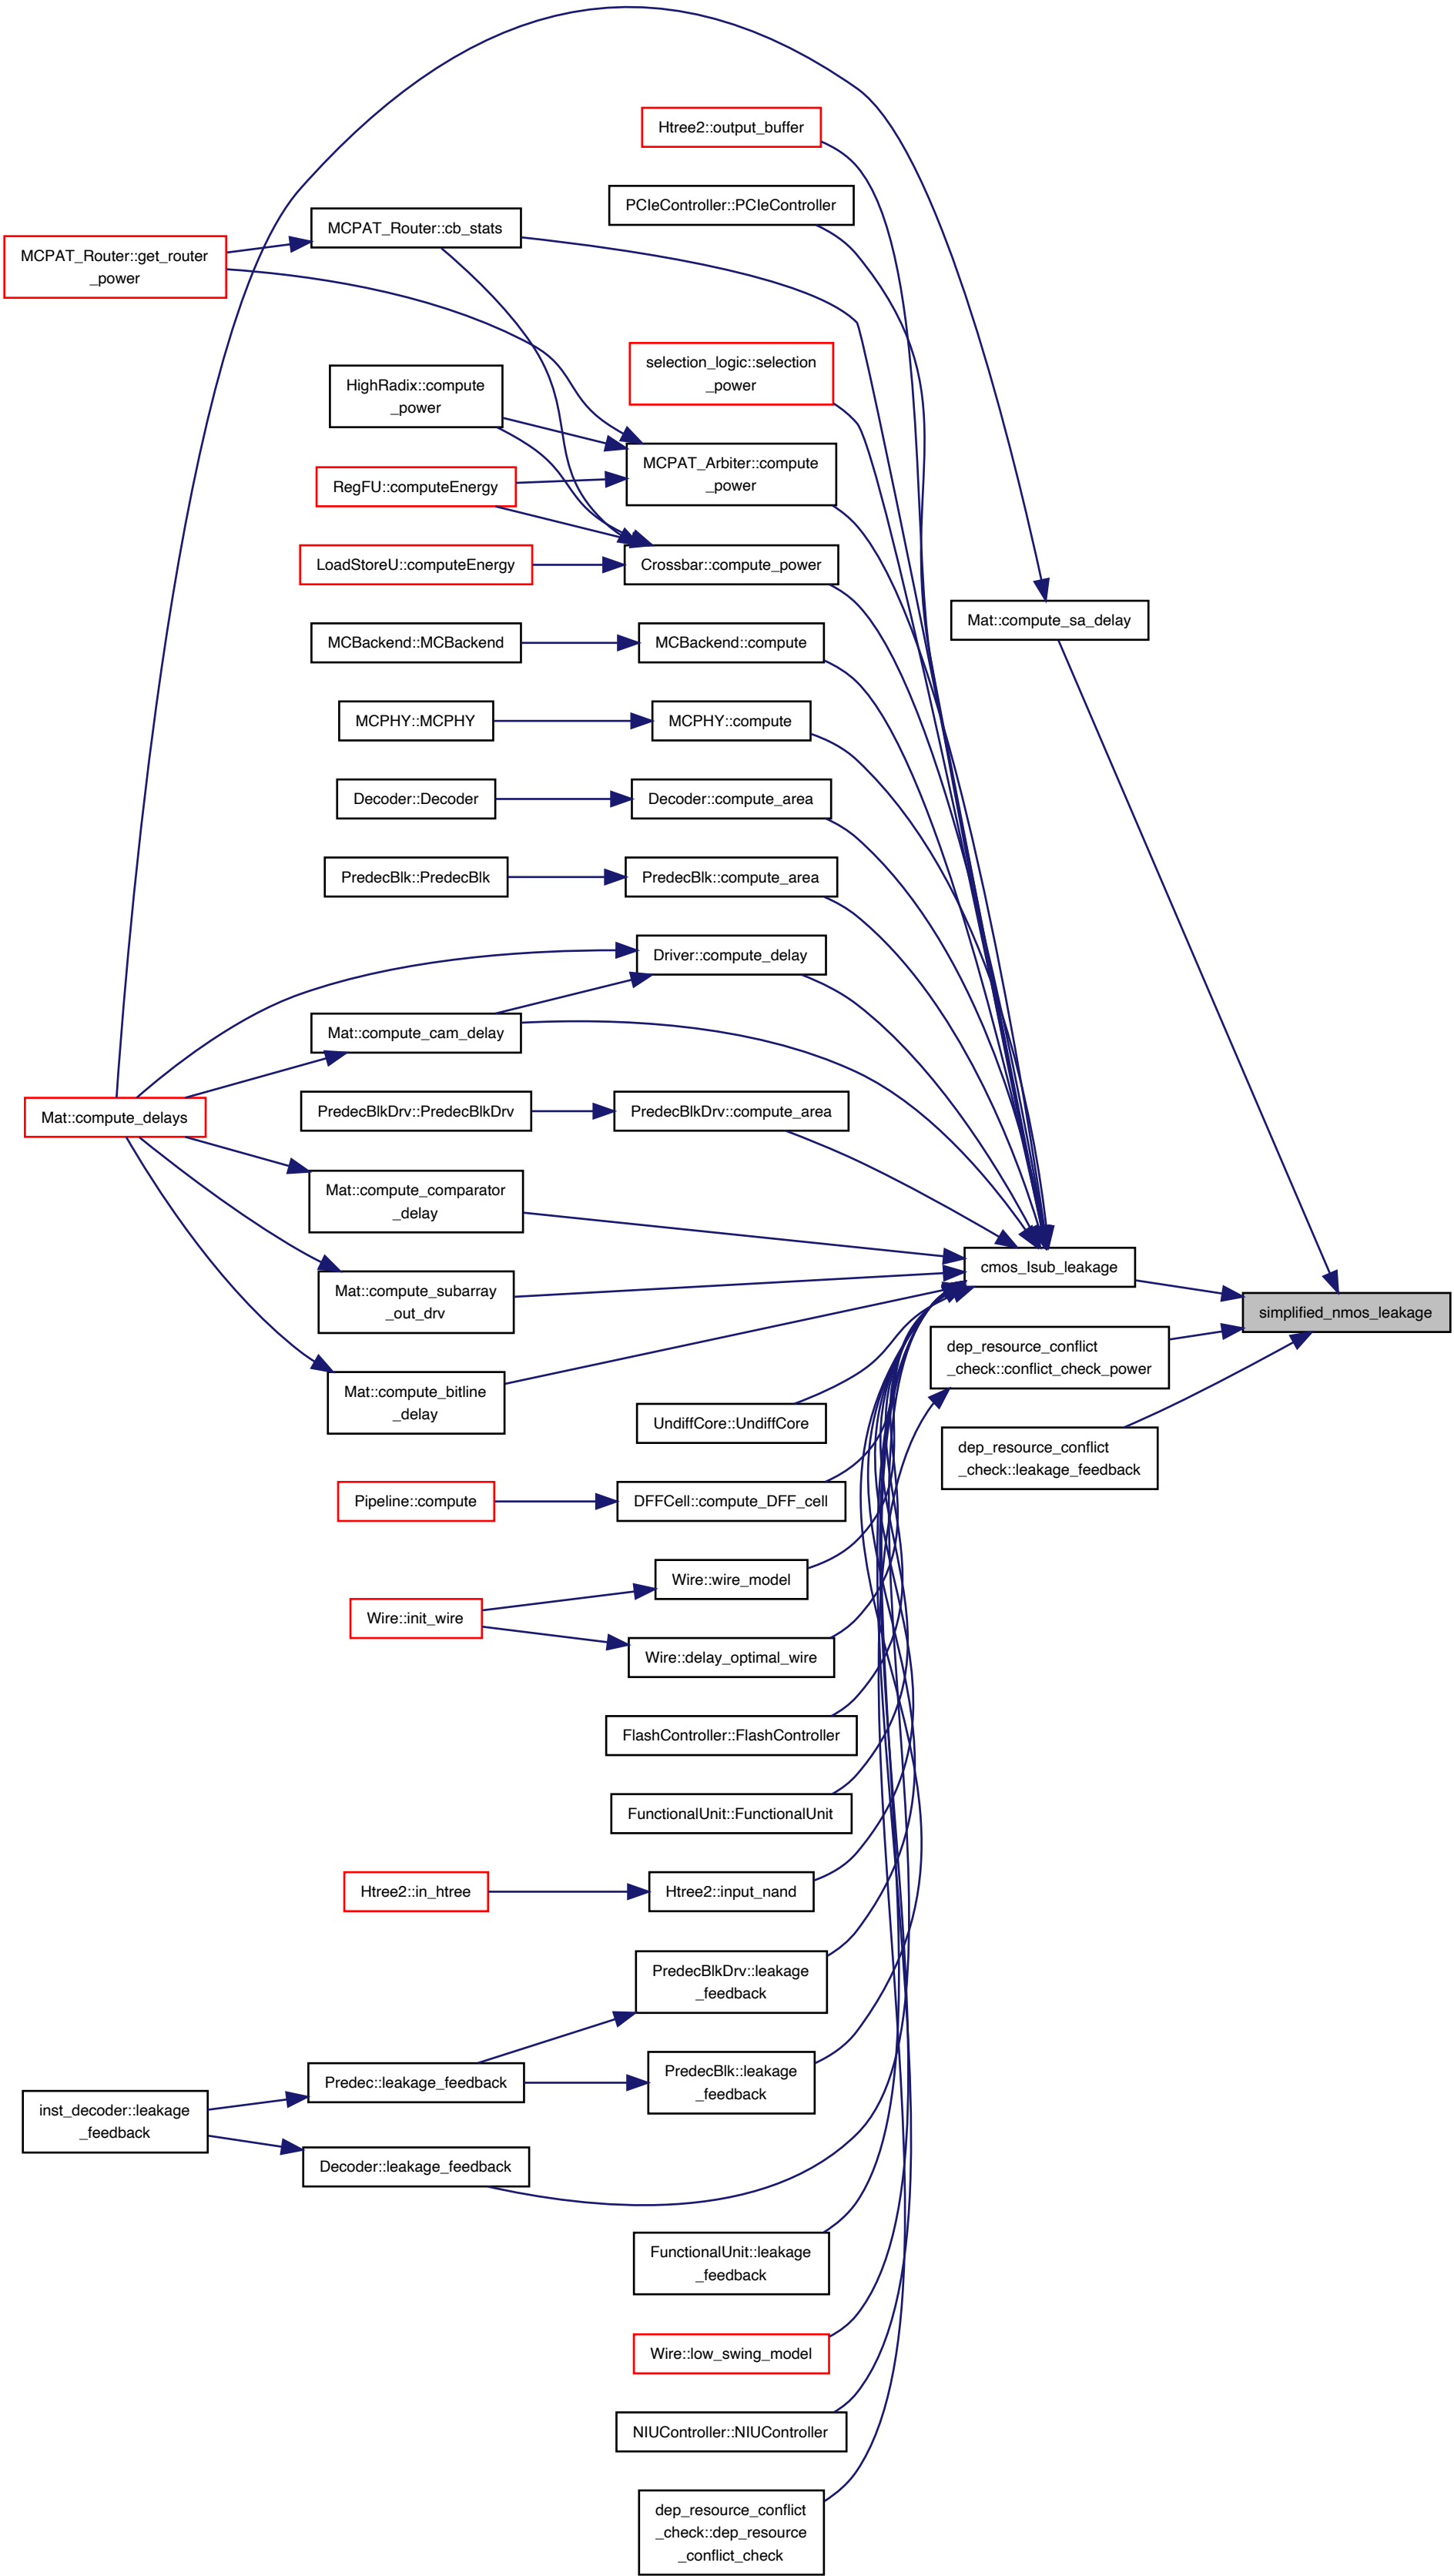 Htree2::output_buffer
PCIeController::PCIeController
MCPAT_Router::cb_stats
MCPAT_Router::get_router
_power
selection_logic::selection
_power
HighRadix::compute
_power
MCPAT_Arbiter::compute
_power
RegFU::computeEnergy
LoadStoreU::computeEnergy
Crossbar::compute_power
Mat::compute_sa_delay
MCBackend::MCBackend
MCBackend::compute
MCPHY::MCPHY
MCPHY::compute
Decoder::Decoder
Decoder::compute_area
PredecBlk::PredecBlk
PredecBlk::compute_area
Driver::compute_delay
Mat::compute_cam_delay
Mat::compute_delays
PredecBlkDrv::PredecBlkDrv
PredecBlkDrv::compute_area
Mat::compute_comparator
_delay
cmos_Isub_leakage
Mat::compute_subarray
_out_drv
simplified_nmos_leakage
dep_resource_conflict
_check::conflict_check_power
Mat::compute_bitline
_delay
UndiffCore::UndiffCore
dep_resource_conflict
_check::leakage_feedback
Pipeline::compute
DFFCell::compute_DFF_cell
Wire::wire_model
Wire::init_wire
Wire::delay_optimal_wire
FlashController::FlashController
FunctionalUnit::FunctionalUnit
Htree2::in_htree
Htree2::input_nand
PredecBlkDrv::leakage
_feedback
Predec::leakage_feedback
PredecBlk::leakage
_feedback
inst_decoder::leakage
_feedback
Decoder::leakage_feedback
FunctionalUnit::leakage
_feedback
Wire::low_swing_model
NIUController::NIUController
dep_resource_conflict
_check::dep_resource
_conflict_check